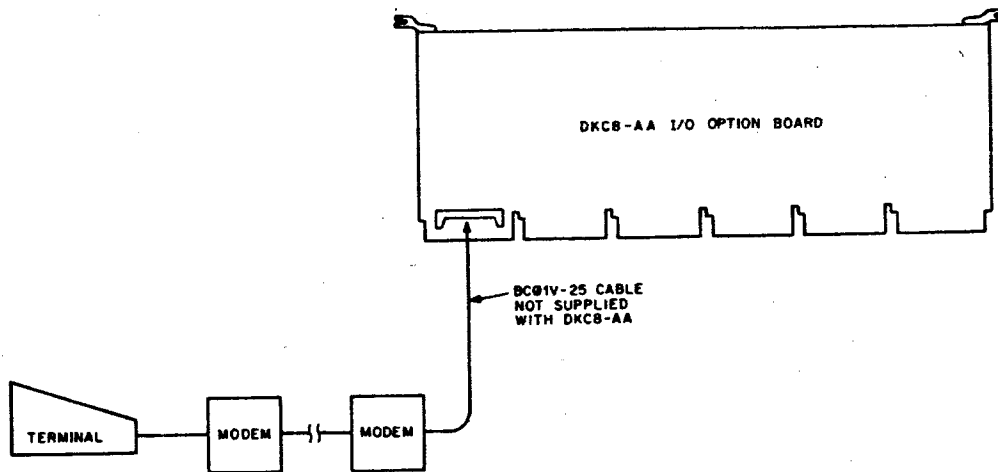 DKC8-AA I/O OPTION BOARD
BC01V-25 CABLE
NOT SUPPLIED
WITH DKC8-AA
TERMINAL
MODEM
MODEM